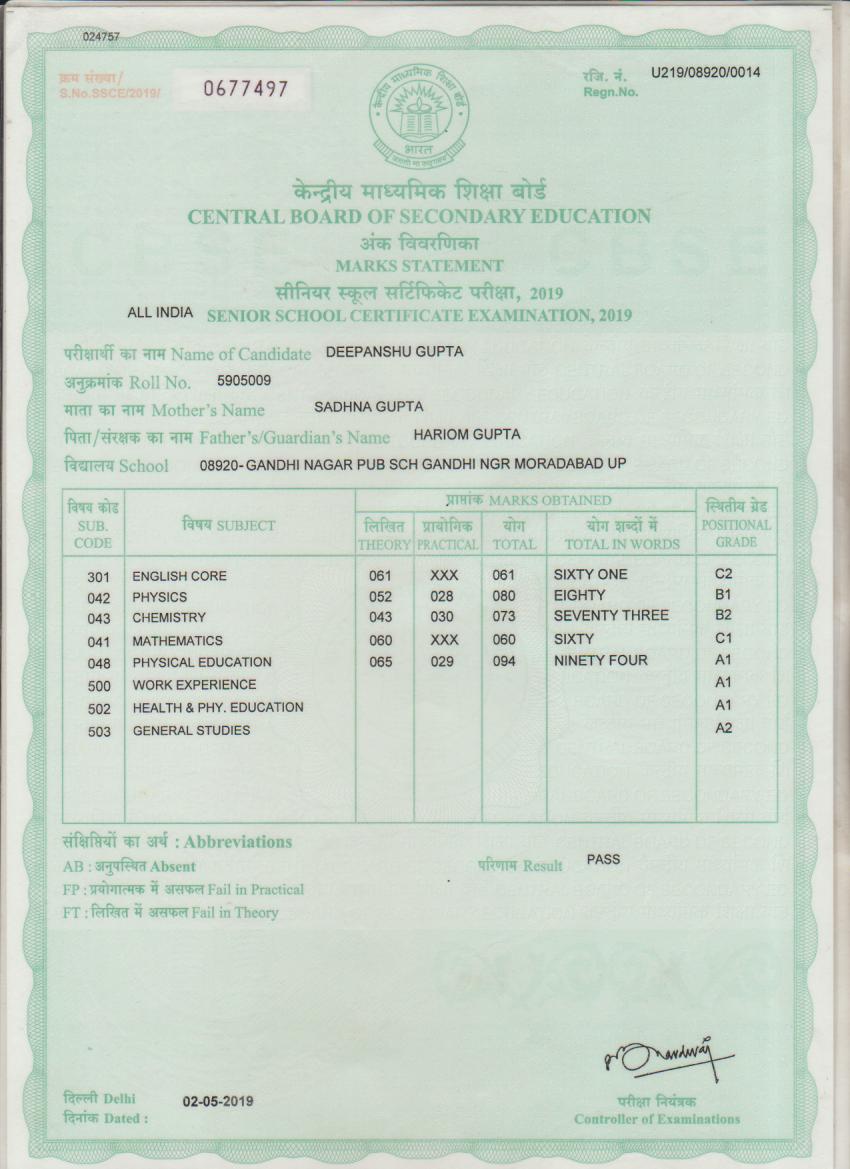 024757
क्रम संख्या/
S.No.SSCE/2019/ 0677497
रजि. नं. U219/08920/0014
Regn.No.
केन्द्रीय माध्यमिक शिक्षा बोर्ड
भारत
केन्द्रीय माध्यमिक शिक्षा बोर्ड
CENTRAL BOARD OF SECONDARY EDUCATION
अंक विवरणिका
CBSE
MARKS STATEMENT
सीनियर स्कूल सर्टिफिकेट परीक्षा, 2019
ALL INDIA SENIOR SCHOOL CERTIFICATE EXAMINATION, 2019
परीक्षार्थी का नाम Name of Candidate DEEPANSHU GUPTA
अनुक्रमांक Roll No. 5905009
माता का नाम Mother's Name SADHNA GUPTA
पिता/संरक्षक का नाम Father's/Guardian's Name HARIOM GUPTA
विद्यालय School 08920-GANDHI NAGAR PUB SCH GANDHI NGR MORADABAD UP
विषय कोड SUB. CODE
विषय SUBJECT
प्राप्तांक MARKS OBTAINED
लिखित THEORY
प्रायोगिक PRACTICAL
योग TOTAL
योग शब्दों में TOTAL IN WORDS
स्थितीय ग्रेड POSITIONAL GRADE
301 ENGLISH CORE 061 XXX 061 SIXTY ONE C2
042 PHYSICS 052 028 080 EIGHTY B1
043 CHEMISTRY 043 030 073 SEVENTY THREE B2
041 MATHEMATICS 060 XXX 060 SIXTY C1
048 PHYSICAL EDUCATION 065 029 094 NINETY FOUR A1
500 WORK EXPERIENCE A1
502 HEALTH & PHY. EDUCATION A1
503 GENERAL STUDIES A2
संक्षिप्तियों का अर्थ : Abbreviations
AB : अनुपस्थित Absent
परिणाम Result PASS
FP : प्रयोगात्मक में असफल Fail in Practical
FT : लिखित में असफल Fail in Theory
दिल्ली Delhi
दिनांक Dated : 02-05-2019
परीक्षा नियंत्रक
Controller of Examinations